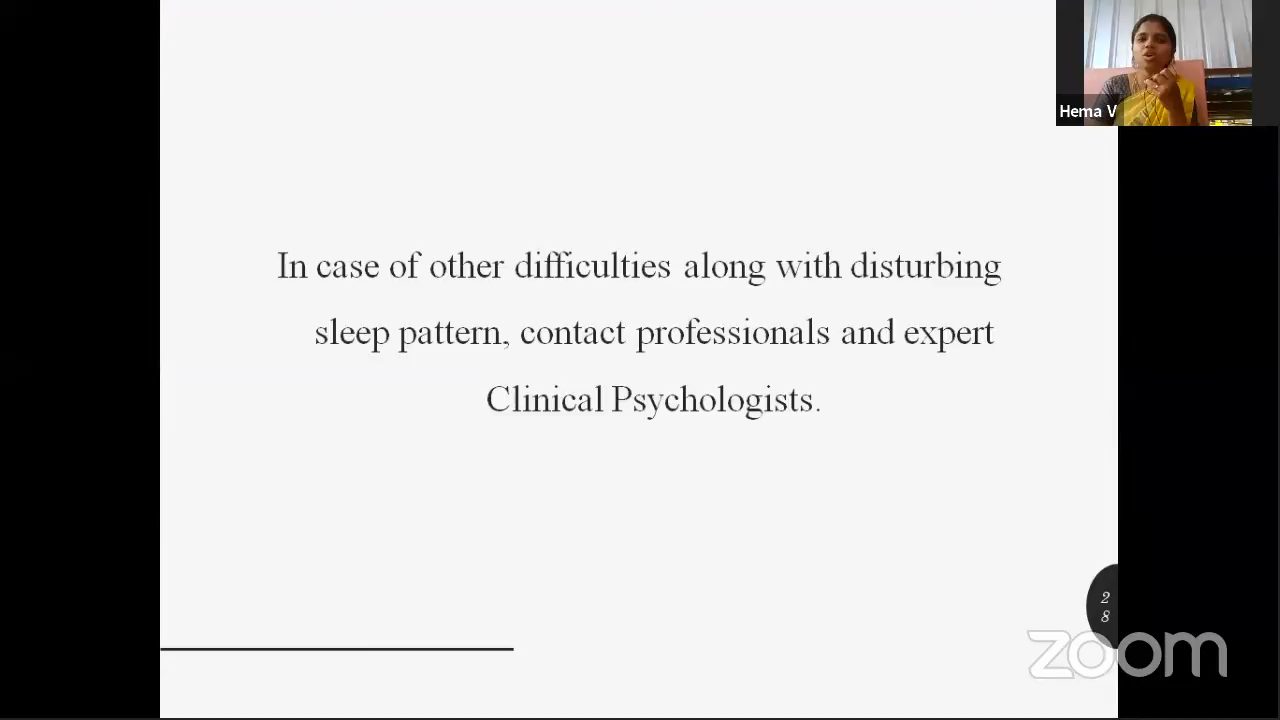 Hema V
In case of other difficulties along with disturbing
sleep pattern, contact professionals and expert
Clinical Psychologists.
2
8
zoom